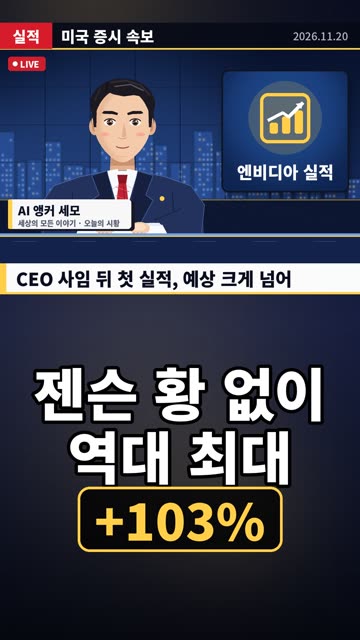 실적
미국 증시 속보
2026.11.20
LIVE
엔비디아 실적
AI 앵커 세모
세상의 모든 이야기 · 오늘의 시황
CEO 사임 뒤 첫 실적, 예상 크게 넘어
젠슨 황 없이
역대 최대
+103%